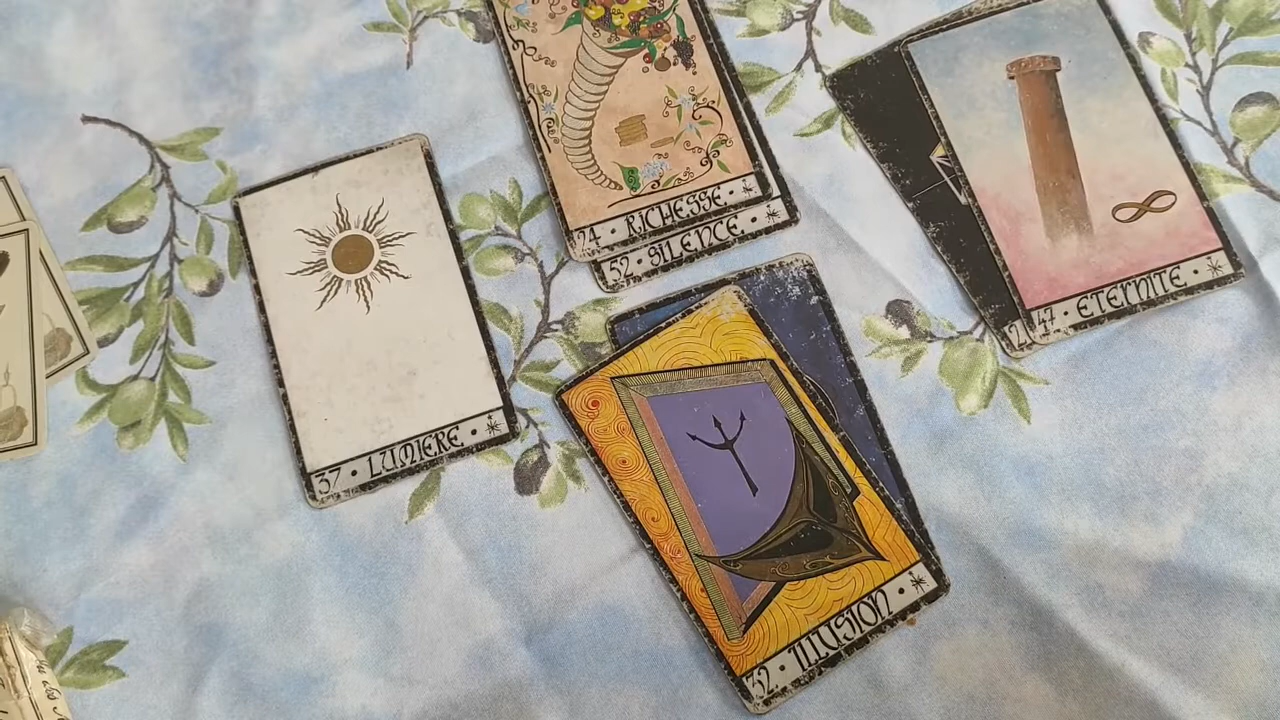 24 • RICHESSE •
52 • SILENCE •
47 • ETERNITE •
37 • LUMIERE •
32 • ILLUSION •